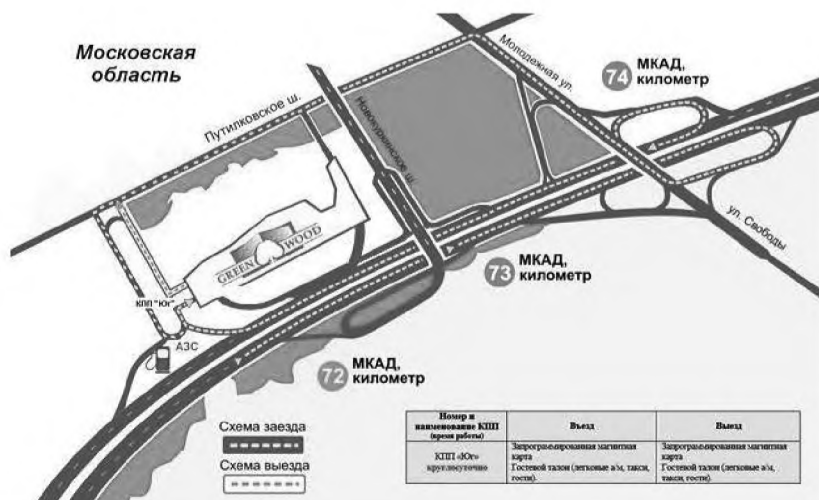 Московская
область
Путилковское ш.
Новокуркинское ш.
Молодежная ул.
74
МКАД,
километр
ул. Свободы
GREEN WOOD
73
МКАД,
километр
КПП "Юг"
АЗС
72
МКАД,
километр
Схема заезда
Схема выезда
Номер и
наименование КПП
(время работы)
Въезд
Выезд
КПП «Юг»
круглосуточно
Запрограммированная магнитная
карта
Гостевой талон (легковые а/м, такси,
гости).
Запрограммированная магнитная
карта
Гостевой талон (легковые а/м,
такси, гости).